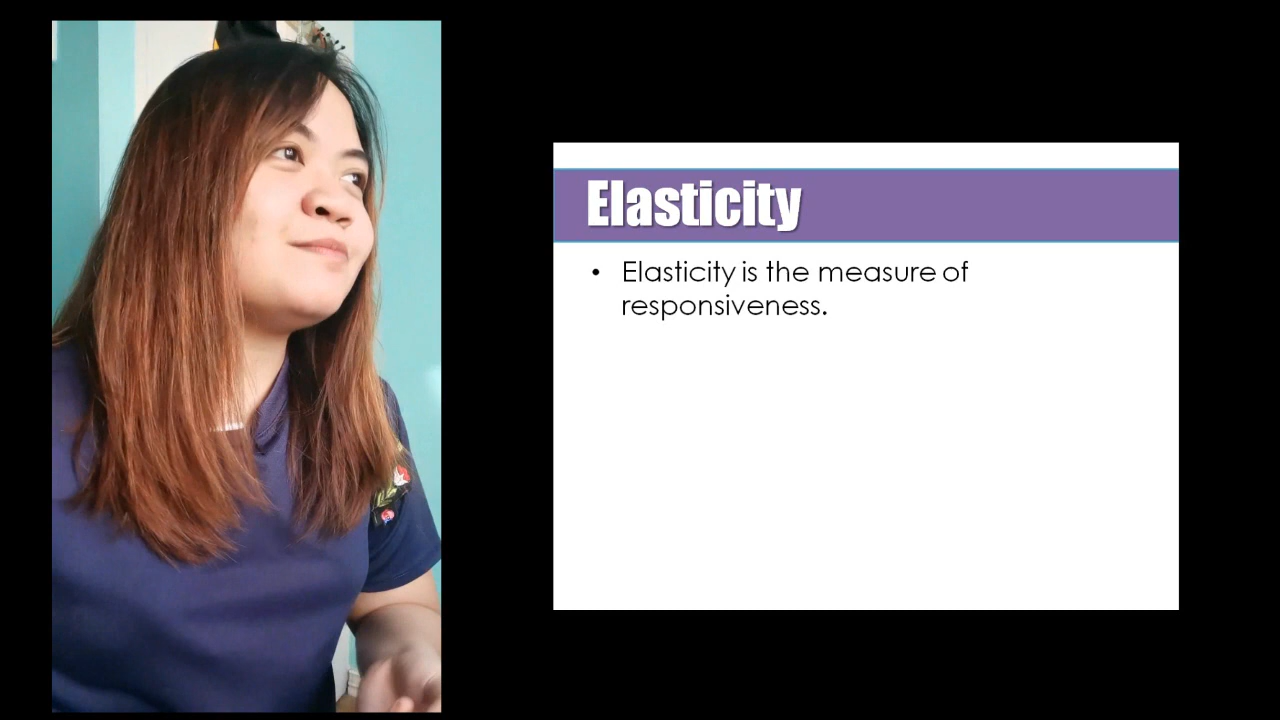 Elasticity
• Elasticity is the measure of
responsiveness.